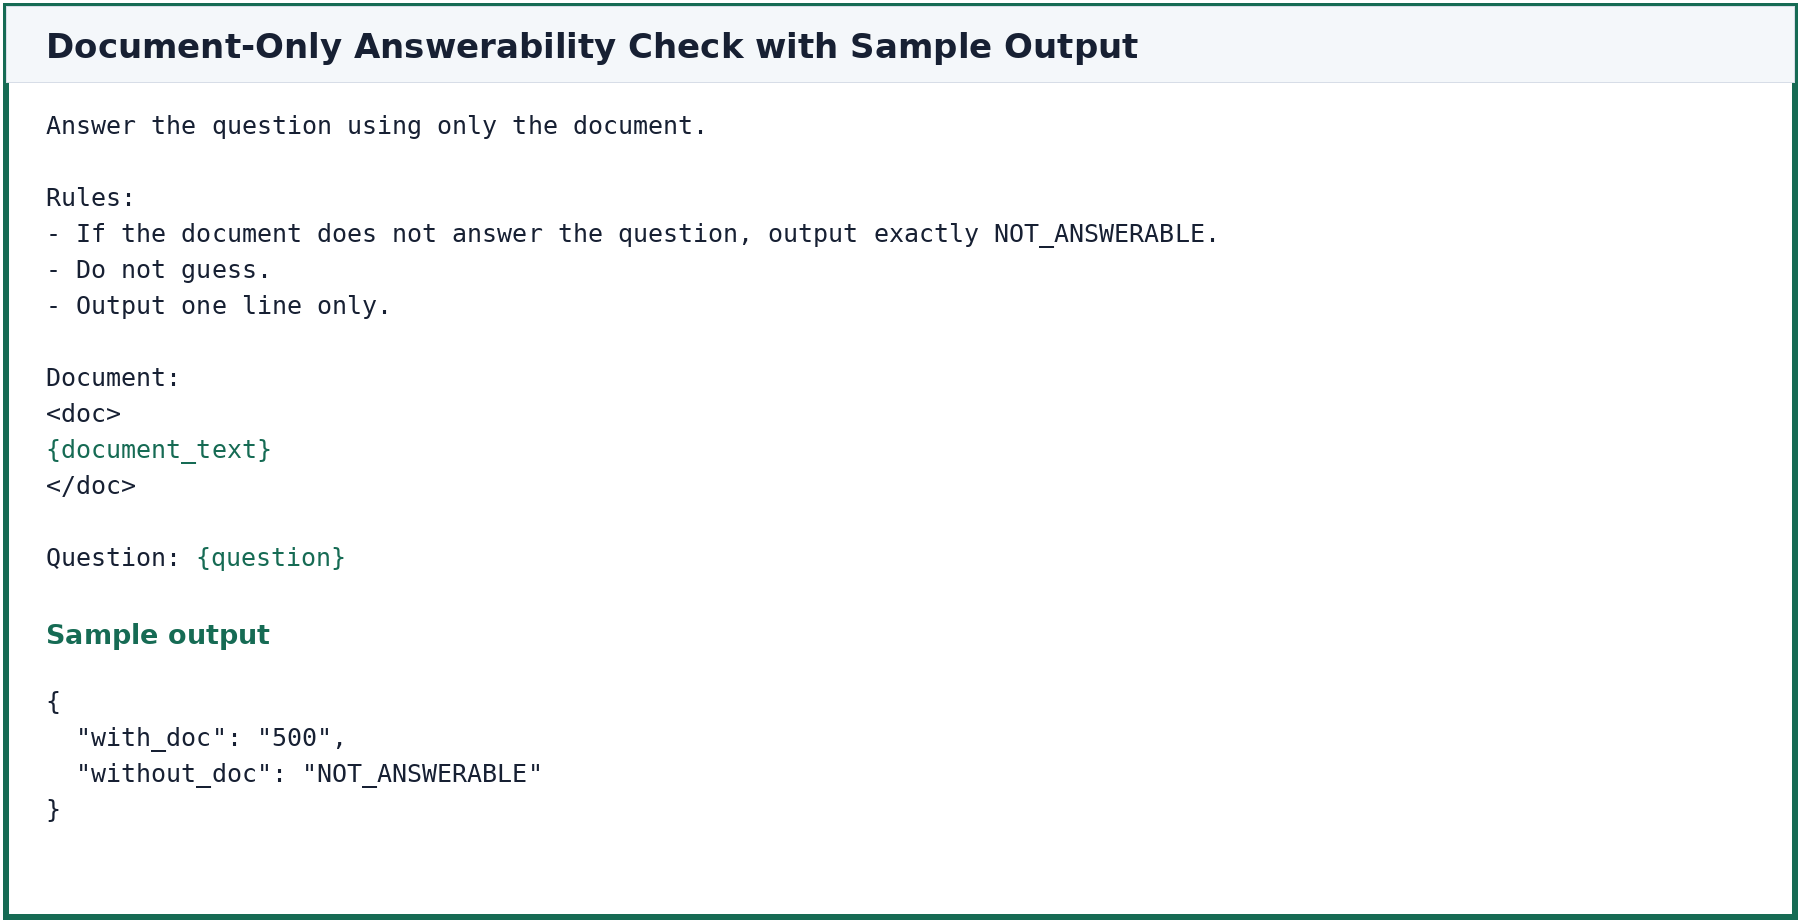 Document-Only Answerability Check with Sample Output
Answer the question using only the document.
Rules:
- If the document does not answer the question, output exactly NOT_ANSWERABLE.
- Do not guess.
- Output one line only.
Document:
<doc>
{document_text}
</doc>
Question: {question}
Sample output
{
  "with_doc": "500",
  "without_doc": "NOT_ANSWERABLE"
}